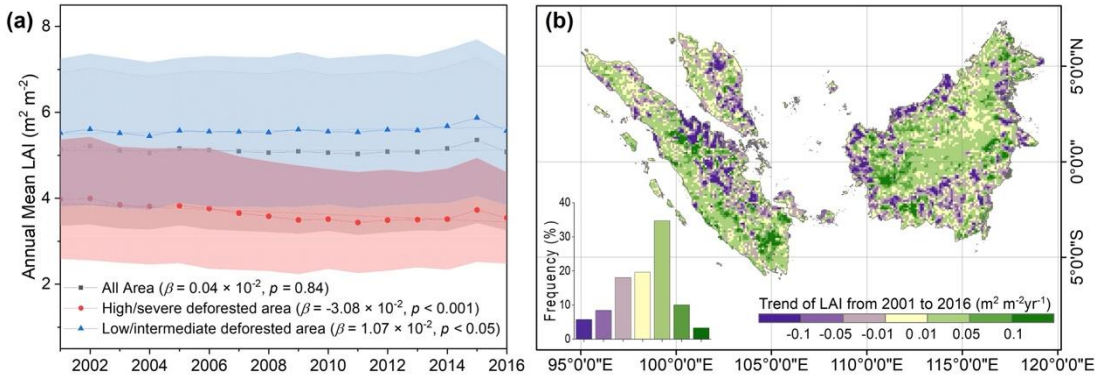 (a)
8
6
4
2
Annual Mean LAI (m² m⁻²)
All Area (β = 0.04 × 10⁻², p = 0.84)
High/severe deforested area (β = -3.08 × 10⁻², p < 0.001)
Low/intermediate deforested area (β = 1.07 × 10⁻², p < 0.05)
2002 2004 2006 2008 2010 2012 2014 2016
(b)
5°0'0"N
0°0'0"
5°0'0"S
40
30
20
10
0
Frequency (%)
Trend of LAI from 2001 to 2016 (m² m⁻²yr⁻¹)
-0.1 -0.05 -0.01 0.01 0.05 0.1
95°0'0"E 100°0'0"E 105°0'0"E 110°0'0"E 115°0'0"E 120°0'0"E